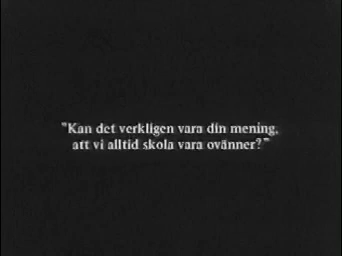 "Kan det verkligen vara din mening,
att vi alltid skola vara ovänner?"